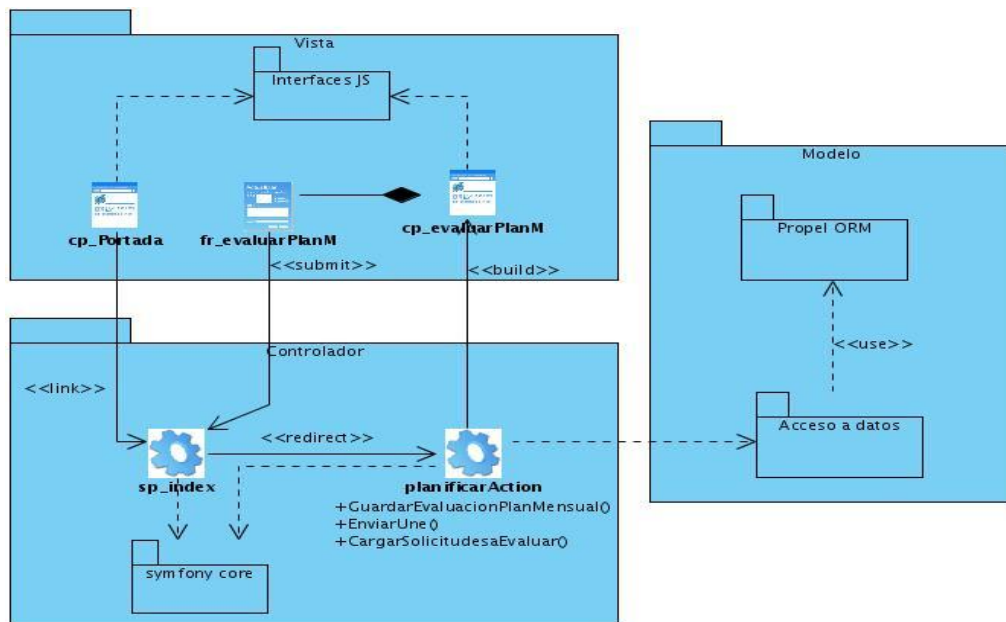 Vista
Interfaces JS
cp_Portada
fr_evaluarPlanM
cp_evaluarPlanM
<<submit>>
<<build>>
Modelo
Propel ORM
<<use>>
Acceso a datos
Controlador
<<link>>
<<redirect>>
sp_index
planificarAction
+GuardarEvaluacionPlanMensual()
+EnviarUne()
+CargarSolicitudesaEvaluar()
symfony core